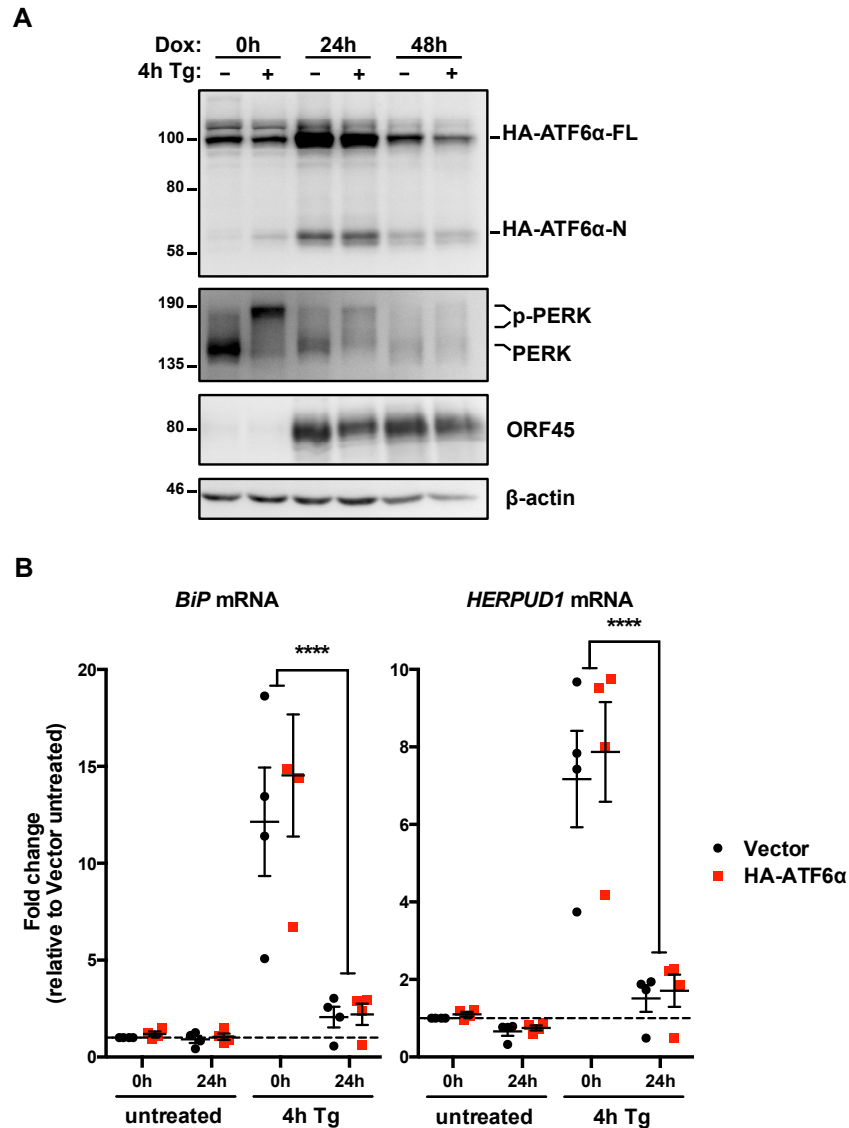 A
Dox: 0h 24h 48h
4h Tg: – + – + – +
100
80
58
HA-ATF6α-FL
HA-ATF6α-N
190
135
p-PERK
PERK
80
ORF45
46
β-actin
B
BiP mRNA
HERPUD1 mRNA
**** ****
Fold change
(relative to Vector untreated)
20
15
10
5
0
10
8
6
4
2
0
Vector
HA-ATF6α
0h 24h 0h 24h 0h 24h 0h 24h
untreated 4h Tg untreated 4h Tg